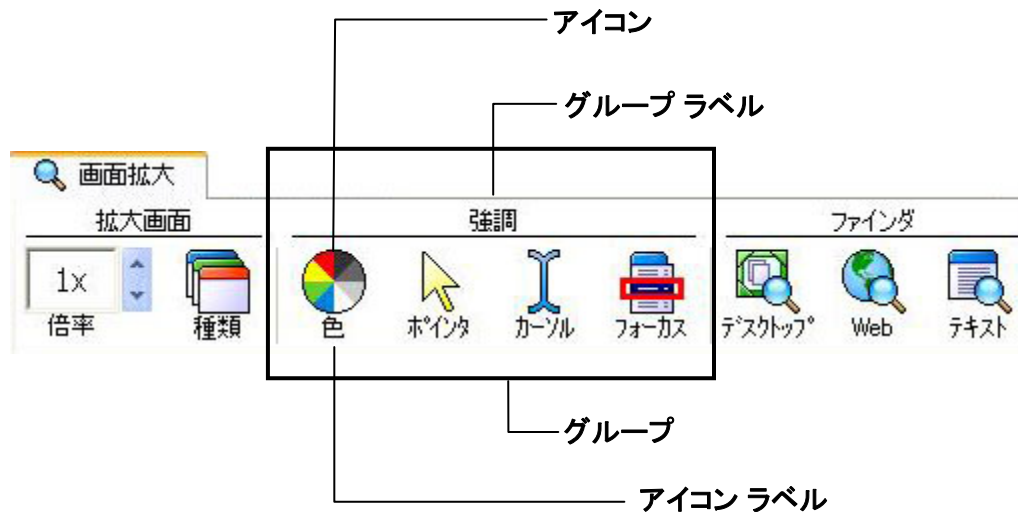 アイコン
グループ ラベル
画面拡大
拡大画面 強調 ファインダ
1x
倍率 種類 色 ポインタ カーソル フォーカス デスクトップ Web テキスト
グループ
アイコン ラベル